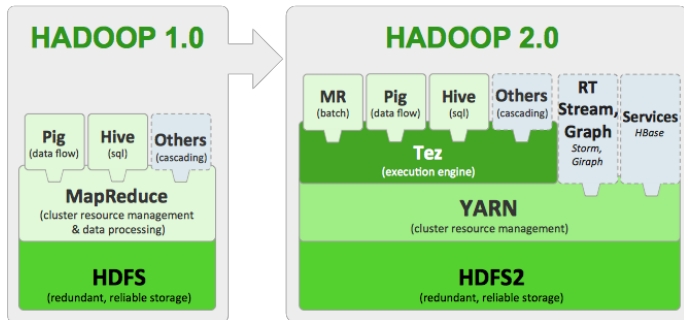 HADOOP 1.0
Pig
(data flow)
Hive
(sql)
Others
(cascading)
MapReduce
(cluster resource management
& data processing)
HDFS
(redundant, reliable storage)
HADOOP 2.0
MR
(batch)
Pig
(data flow)
Hive
(sql)
Others
(cascading)
RT
Stream,
Graph
Storm,
Giraph
Services
HBase
Tez
(execution engine)
YARN
(cluster resource management)
HDFS2
(redundant, reliable storage)